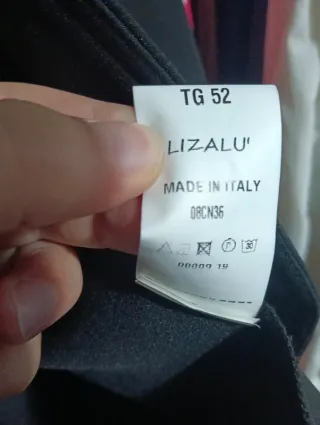 TG 52
LIZALU'
MADE IN ITALY
08CN36